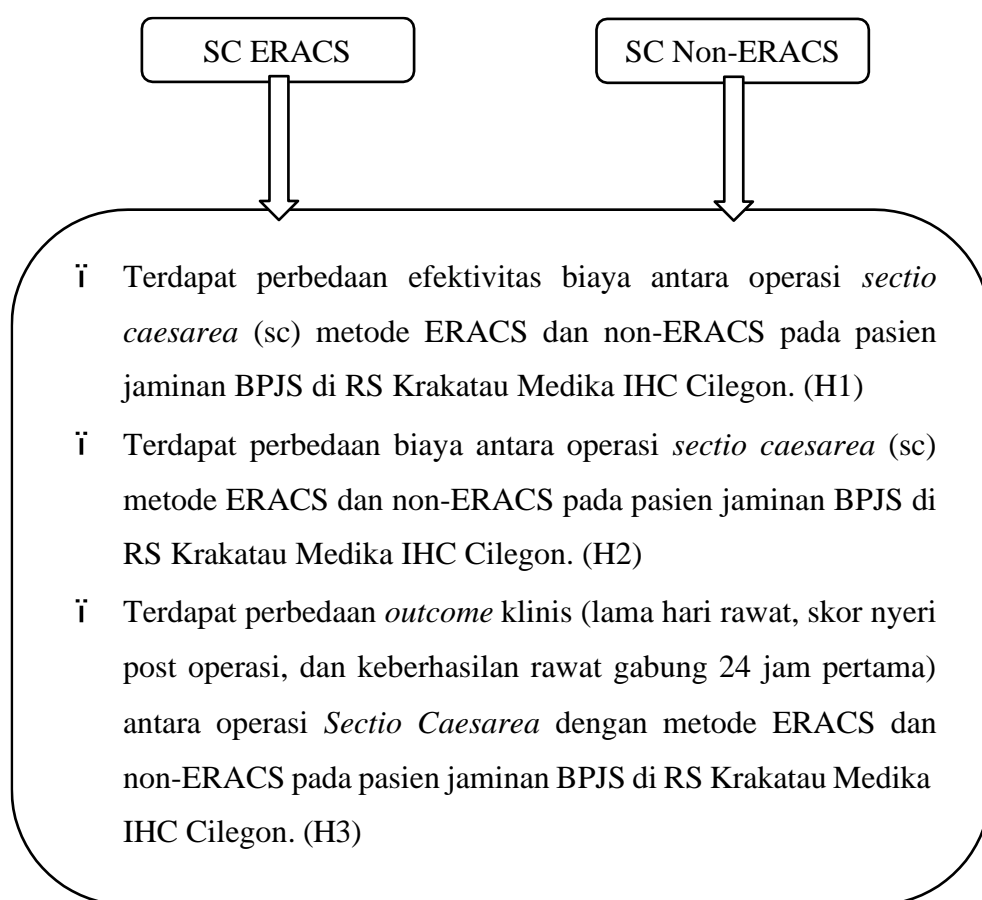 SC ERACS
SC Non-ERACS
ï Terdapat perbedaan efektivitas biaya antara operasi sectio
caesarea (sc) metode ERACS dan non-ERACS pada pasien
jaminan BPJS di RS Krakatau Medika IHC Cilegon. (H1)
ï Terdapat perbedaan biaya antara operasi sectio caesarea (sc)
metode ERACS dan non-ERACS pada pasien jaminan BPJS di
RS Krakatau Medika IHC Cilegon. (H2)
ï Terdapat perbedaan outcome klinis (lama hari rawat, skor nyeri
post operasi, dan keberhasilan rawat gabung 24 jam pertama)
antara operasi Sectio Caesarea dengan metode ERACS dan
non-ERACS pada pasien jaminan BPJS di RS Krakatau Medika
IHC Cilegon. (H3)